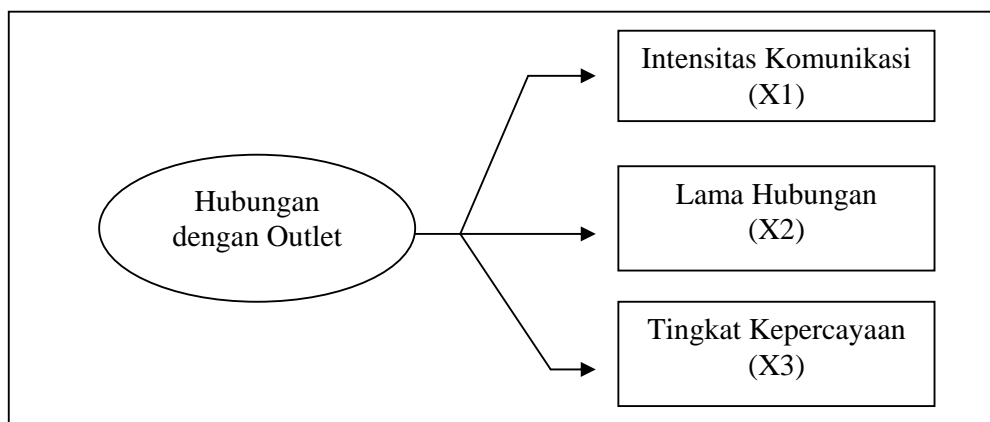 Intensitas Komunikasi
(X1)
Hubungan
dengan Outlet
Lama Hubungan
(X2)
Tingkat Kepercayaan
(X3)